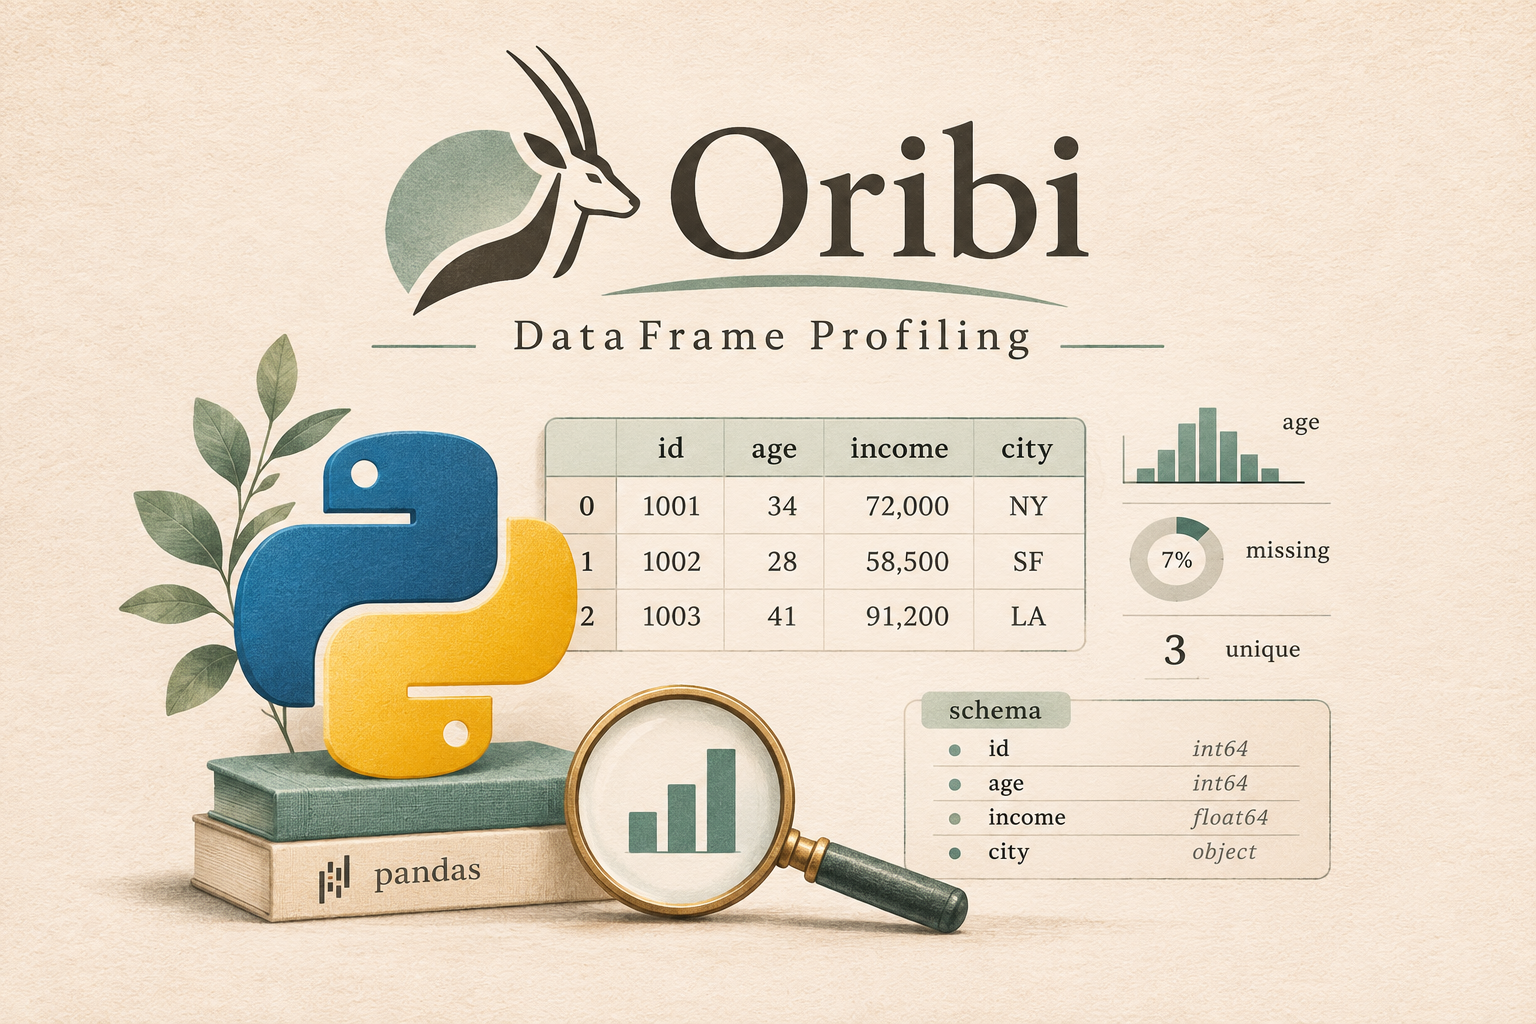 Oribi
DataFrame Profiling
id age income city
0 1001 34 72,000 NY
1 1002 28 58,500 SF
2 1003 41 91,200 LA
age
7% missing
3 unique
schema
id int64
age int64
income float64
city object
pandas